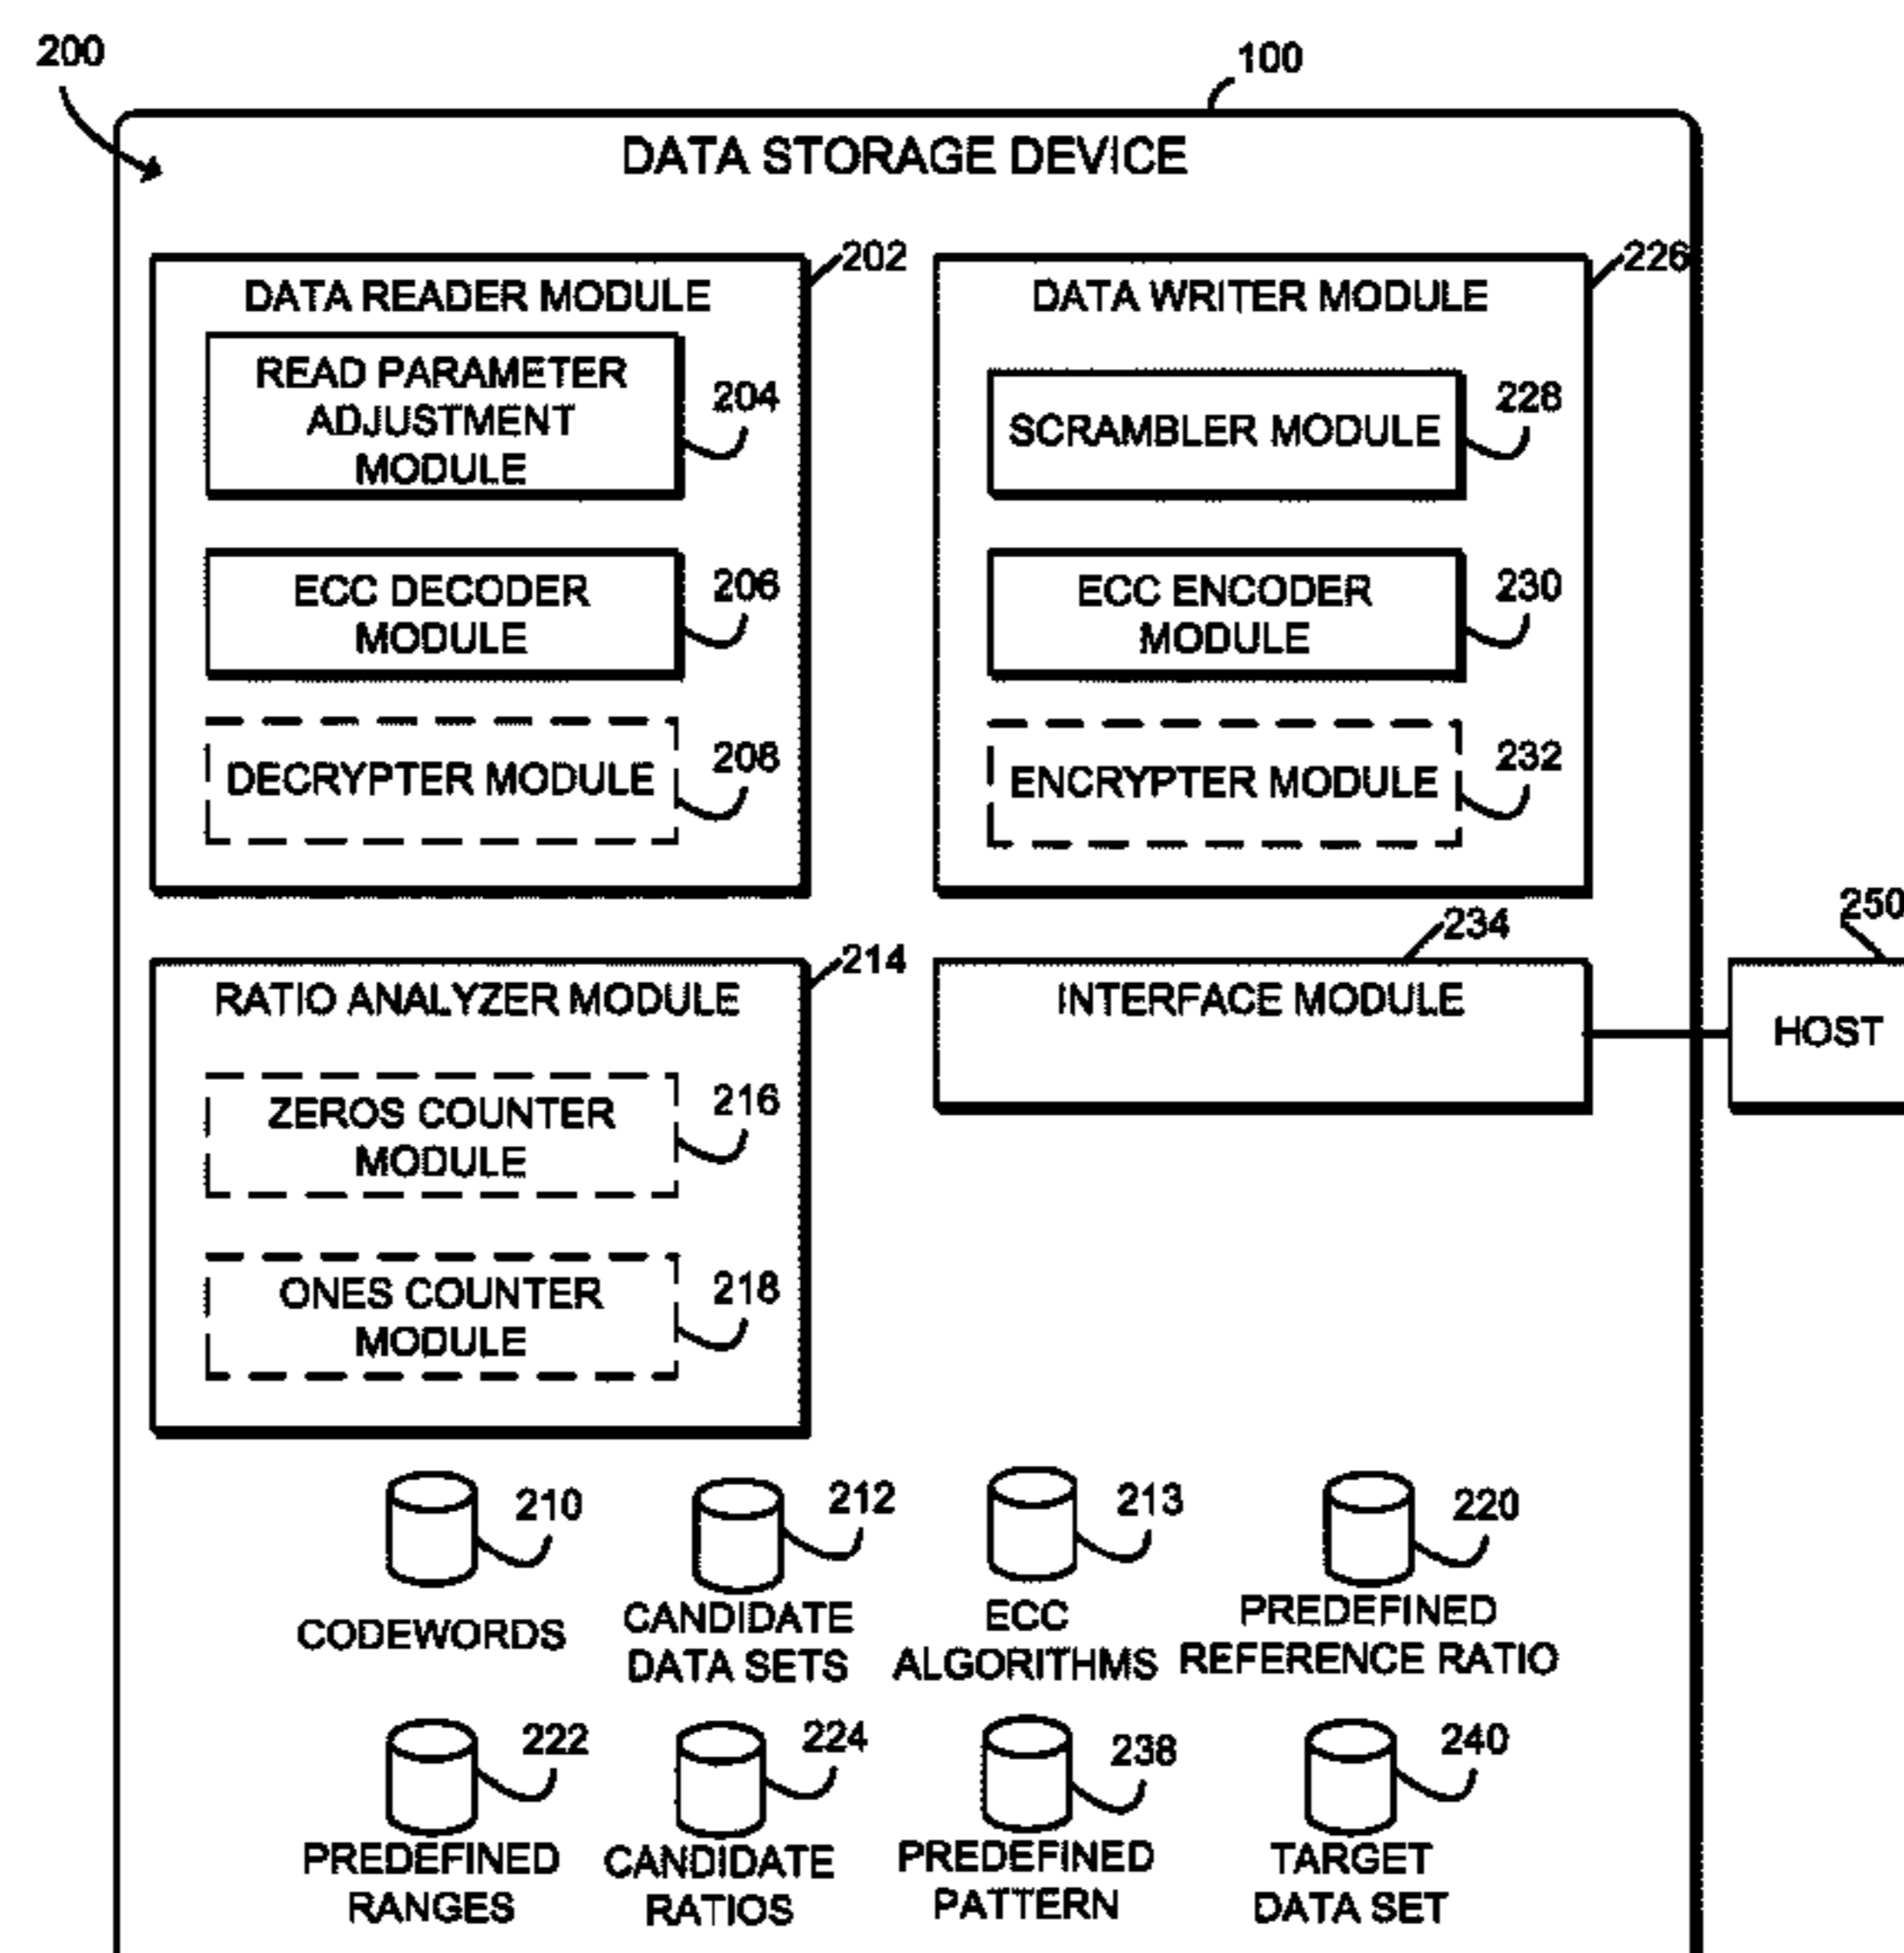 200
100
DATA STORAGE DEVICE
202
DATA READER MODULE
READ PARAMETER
ADJUSTMENT
MODULE
204
ECC DECODER
MODULE
206
DECRYPTER MODULE
208
226
DATA WRITER MODULE
SCRAMBLER MODULE
228
ECC ENCODER
MODULE
230
ENCRYPTER MODULE
232
214
RATIO ANALYZER MODULE
ZEROS COUNTER
MODULE
216
ONES COUNTER
MODULE
218
234
INTERFACE MODULE
250
HOST
210
CODEWORDS
212
CANDIDATE
DATA SETS
213
ECC
ALGORITHMS
220
PREDEFINED
REFERENCE RATIO
222
PREDEFINED
RANGES
224
CANDIDATE
RATIOS
238
PREDEFINED
PATTERN
240
TARGET
DATA SET